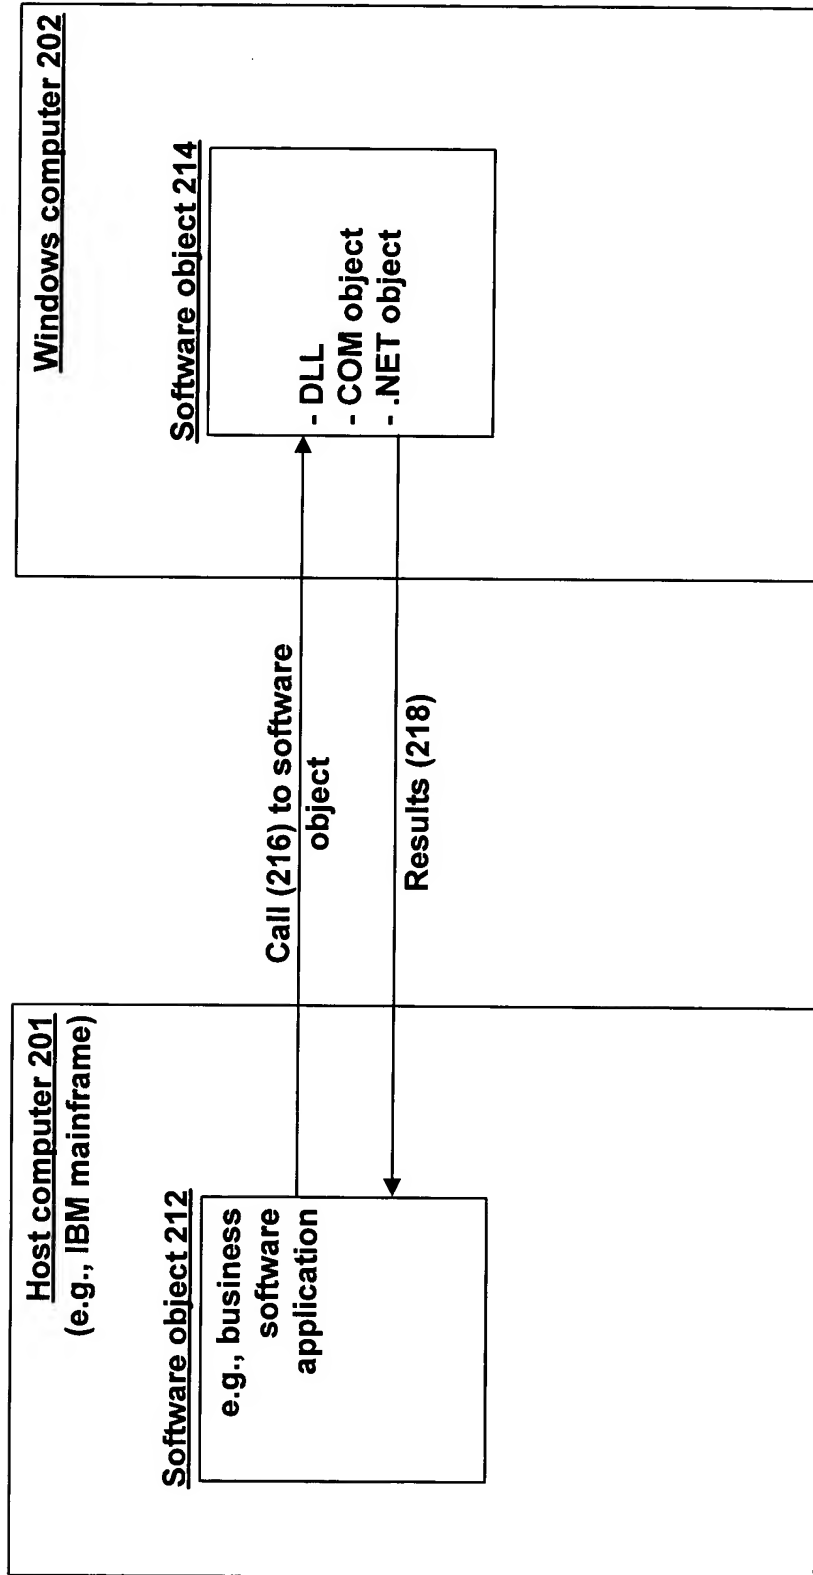 Host computer 201
(e.g., IBM mainframe)
Software object 212
e.g., business
software
application
Call (216) to software
object
Results (218)
Windows computer 202
Software object 214
- DLL
- COM object
- .NET object